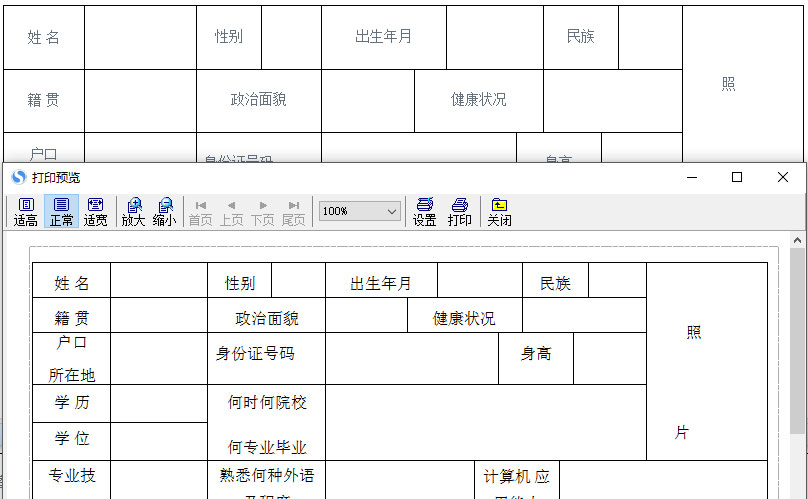 姓 名 性别 出生年月 民族
照
籍 贯 政治面貌 健康状况
户口
身份证号码 身高
打印预览
适高 正常 适宽 放大 缩小 首页 上页 下页 尾页 100% 设置 打印 关闭
姓 名 性别 出生年月 民族
籍 贯 政治面貌 健康状况
照
户口
身份证号码 身高
所在地
学 历 何时何院校
片
学 位
何专业毕业
专业技 熟悉何种外语 计算机 应